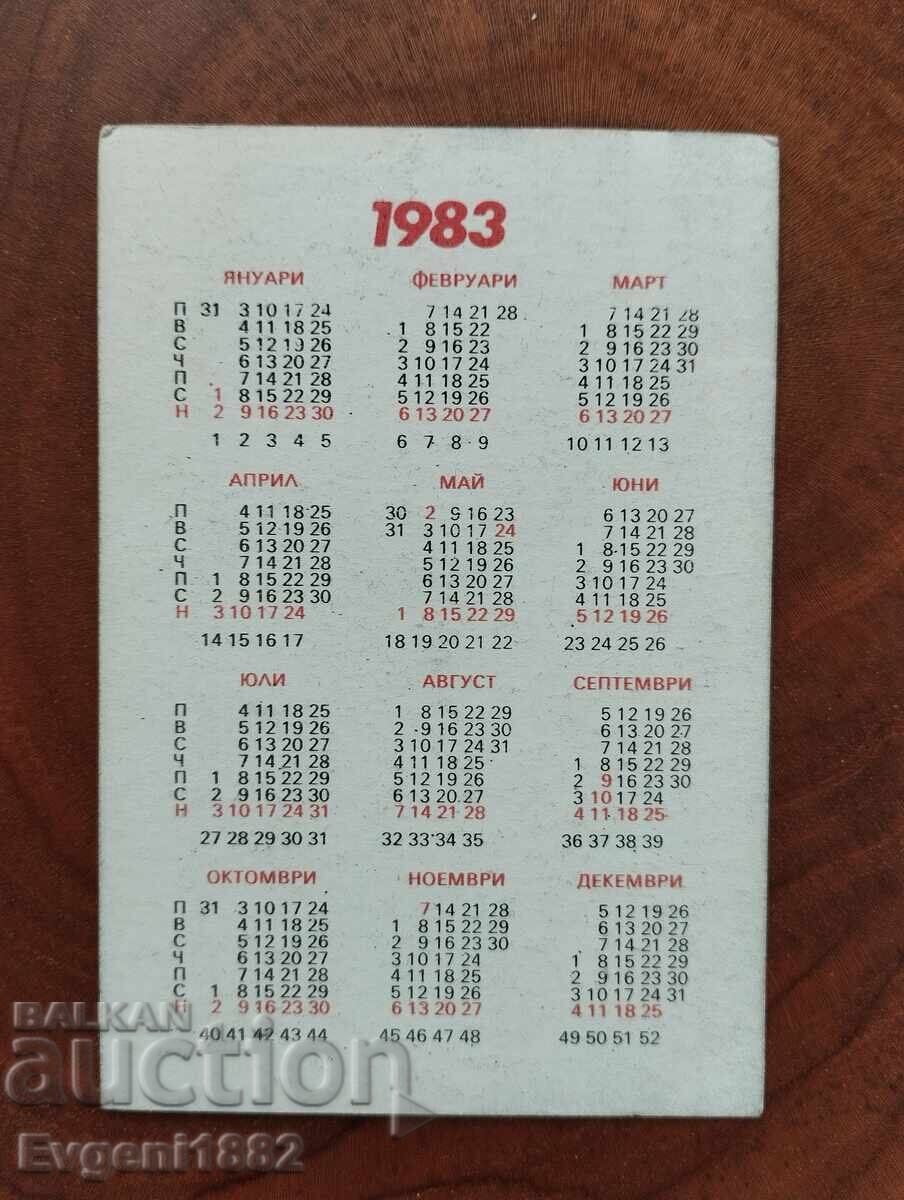 1983
ЯНУАРИ ФЕВРУАРИ МАРТ
П 31 3 10 17 24 7 14 21 28 7 14 21 28
В 4 11 18 25 1 8 15 22 1 8 15 22 29
С 5 12 19 26 2 9 16 23 2 9 16 23 30
Ч 6 13 20 27 3 10 17 24 3 10 17 24 31
П 7 14 21 28 4 11 18 25 4 11 18 25
С 1 8 15 22 29 5 12 19 26 5 12 19 26
Н 2 9 16 23 30 6 13 20 27 6 13 20 27
1 2 3 4 5 6 7 8 9 10 11 12 13
АПРИЛ МАЙ ЮНИ
П 4 11 18 25 30 2 9 16 23 6 13 20 27
В 5 12 19 26 31 3 10 17 24 7 14 21 28
С 6 13 20 27 4 11 18 25 1 8 15 22 29
Ч 7 14 21 28 5 12 19 26 2 9 16 23 30
П 1 8 15 22 29 6 13 20 27 3 10 17 24
С 2 9 16 23 30 7 14 21 28 4 11 18 25
Н 3 10 17 24 1 8 15 22 29 5 12 19 26
14 15 16 17 18 19 20 21 22 23 24 25 26
ЮЛИ АВГУСТ СЕПТЕМВРИ
П 4 11 18 25 1 8 15 22 29 5 12 19 26
В 5 12 19 26 2 9 16 23 30 6 13 20 27
С 6 13 20 27 3 10 17 24 31 7 14 21 28
Ч 7 14 21 28 4 11 18 25 1 8 15 22 29
П 1 8 15 22 29 5 12 19 26 2 9 16 23 30
С 2 9 16 23 30 6 13 20 27 3 10 17 24
Н 3 10 17 24 31 7 14 21 28 4 11 18 25
27 28 29 30 31 32 33 34 35 36 37 38 39
ОКТОМВРИ НОЕМВРИ ДЕКЕМВРИ
П 31 3 10 17 24 7 14 21 28 5 12 19 26
В 4 11 18 25 1 8 15 22 29 6 13 20 27
С 5 12 19 26 2 9 16 23 30 7 14 21 28
Ч 6 13 20 27 3 10 17 24 1 8 15 22 29
П 7 14 21 28 4 11 18 25 2 9 16 23 30
С 1 8 15 22 29 5 12 19 26 3 10 17 24 31
Н 2 9 16 23 30 6 13 20 27 4 11 18 25
40 41 42 43 44 45 46 47 48 49 50 51 52
BALKAN
auction
Evgeni1882